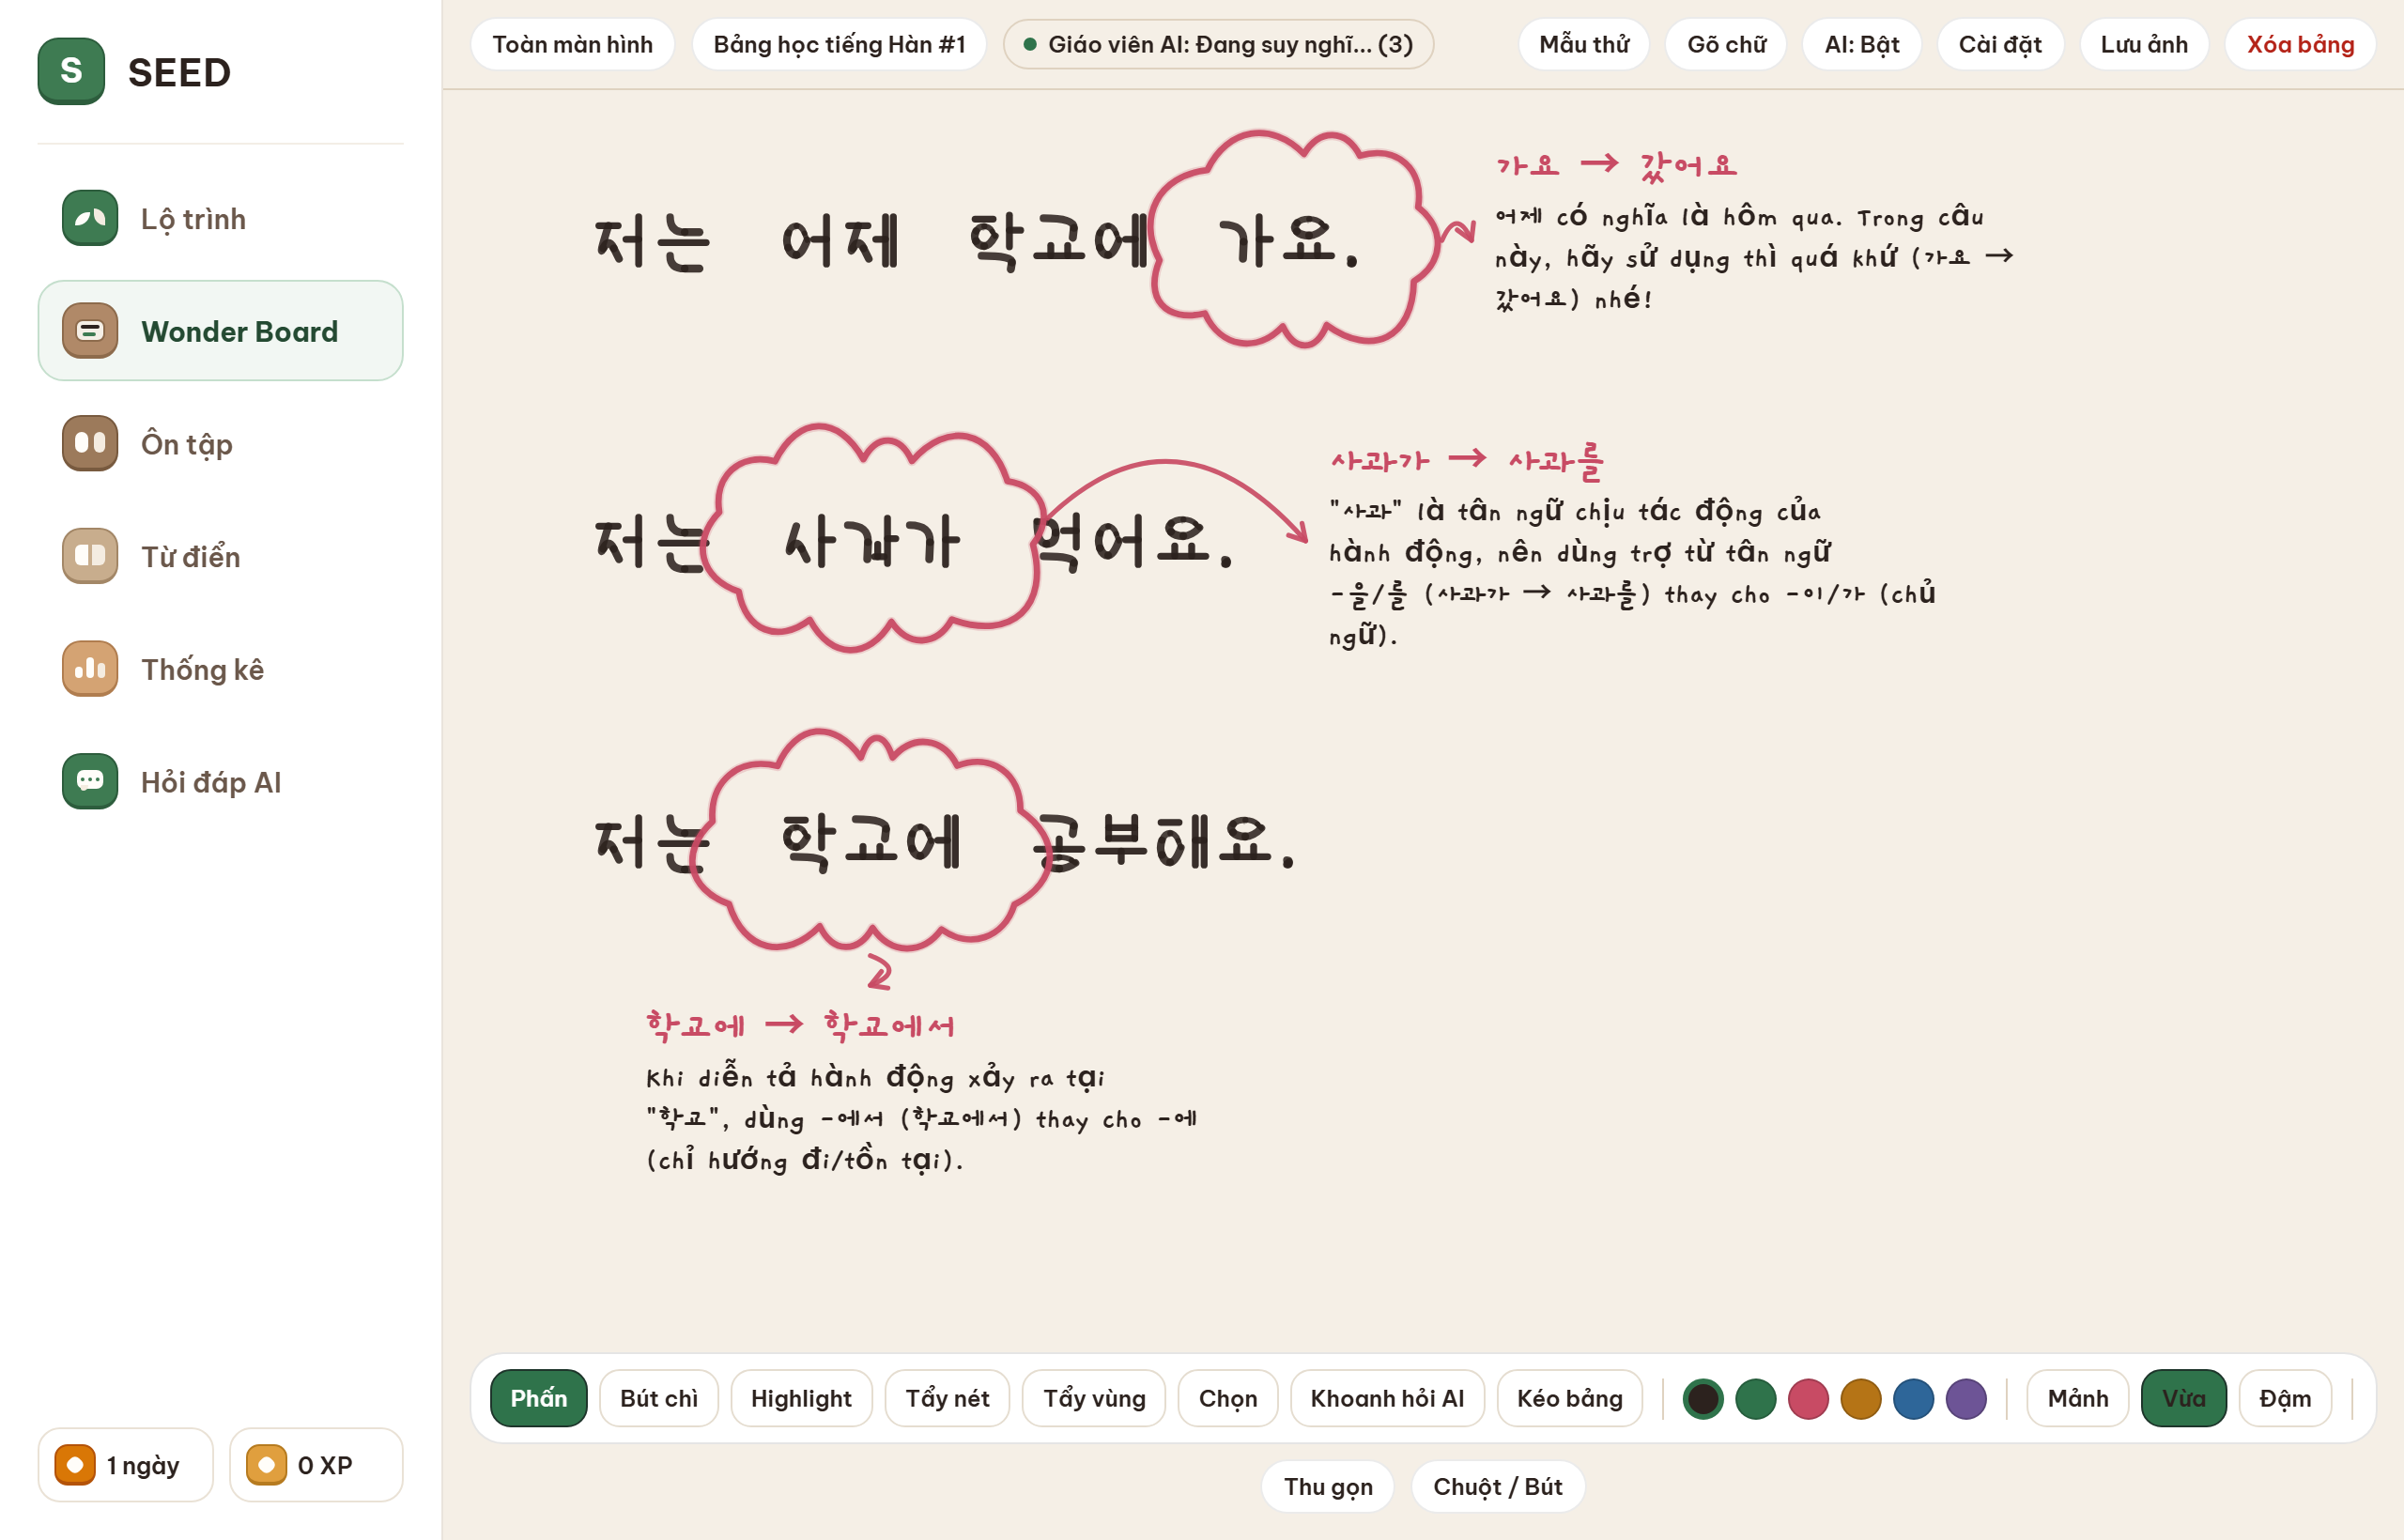 S SEED
Lộ trình
Wonder Board
Ôn tập
Từ điển
Thống kê
Hỏi đáp AI
1 ngày
0 XP
Toàn màn hình
Bảng học tiếng Hàn #1
Giáo viên AI: Đang suy nghĩ... (3)
Mẫu thử
Gõ chữ
AI: Bật
Cài đặt
Lưu ảnh
Xóa bảng
저는 어제 학교에 가요.
가요 → 갔어요
어제 có nghĩa là hôm qua. Trong câu
này, hãy sử dụng thì quá khứ (가요 →
갔어요) nhé!
저는 사과가 먹어요.
사과가 → 사과를
"사과" là tân ngữ chịu tác động của
hành động, nên dùng trợ từ tân ngữ
-을/를 (사과가 → 사과를) thay cho -이/가 (chủ
ngữ).
저는 학교에 공부해요.
학교에 → 학교에서
Khi diễn tả hành động xảy ra tại
"학교", dùng -에서 (학교에서) thay cho -에
(chỉ hướng đi/tồn tại).
Phấn
Bút chì
Highlight
Tẩy nét
Tẩy vùng
Chọn
Khoanh hỏi AI
Kéo bảng
Mảnh
Vừa
Đậm
Thu gọn
Chuột / Bút